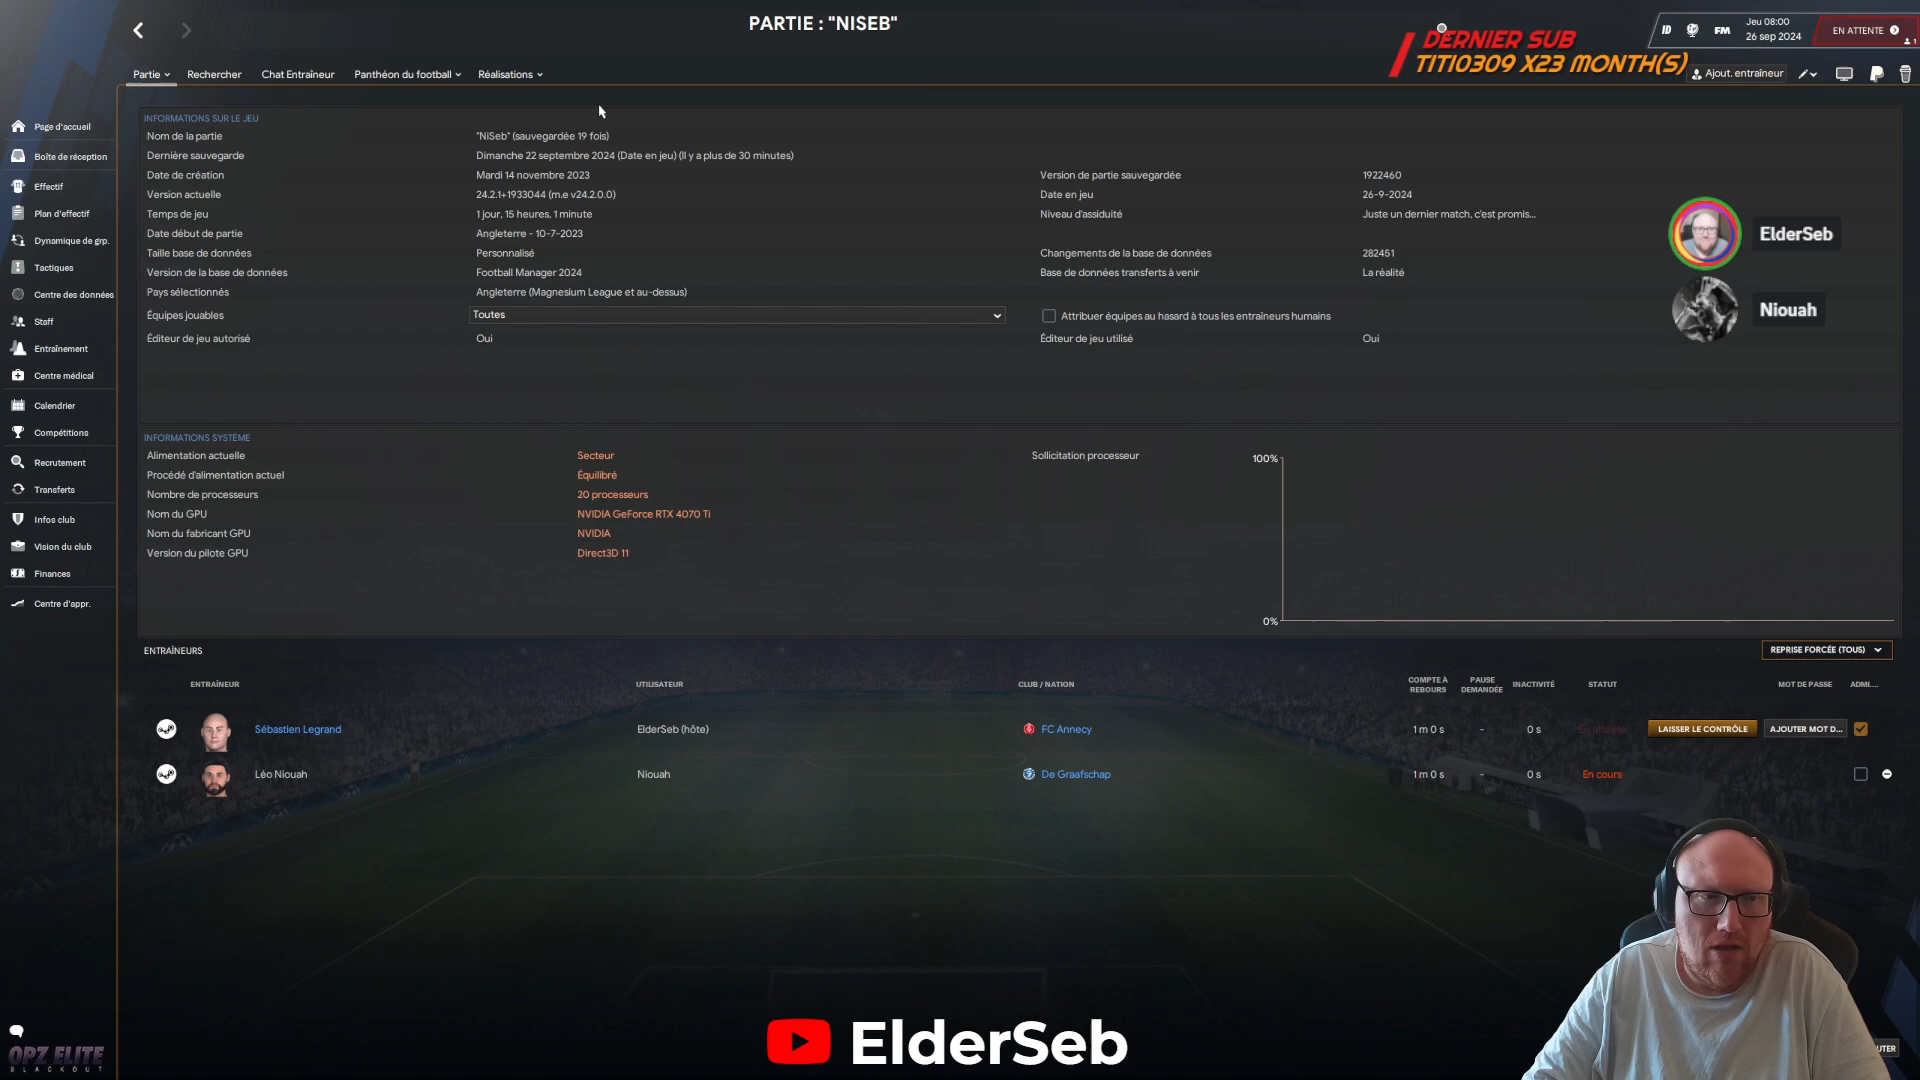 PARTIE : "NISEB"
DERNIER SUB
TITI0309 X23 MONTH(S)
ID
FM
Jeu 08:00
26 sep 2024
EN ATTENTE
1
Partie
Rechercher
Chat Entraîneur
Panthéon du football
Réalisations
Ajout. entraîneur
Page d'accueil
Boîte de réception
Effectif
Plan d'effectif
Dynamique de grp.
Tactiques
Centre des données
Staff
Entraînement
Centre médical
Calendrier
Compétitions
Recrutement
Transferts
Infos club
Vision du club
Finances
Centre d'appr.
INFORMATIONS SUR LE JEU
Nom de la partie "NiSeb" (sauvegardée 19 fois)
Dernière sauvegarde Dimanche 22 septembre 2024 (Date en jeu) (Il y a plus de 30 minutes)
Date de création Mardi 14 novembre 2023 Version de partie sauvegardée 1922460
Version actuelle 24.2.1+1933044 (m.e v24.2.0.0) Date en jeu 26-9-2024
Temps de jeu 1 jour, 15 heures, 1 minute Niveau d'assiduité Juste un dernier match, c'est promis...
Date début de partie Angleterre - 10-7-2023
Taille base de données Personnalisé Changements de la base de données 282451
Version de la base de données Football Manager 2024 Base de données transferts à venir La réalité
Pays sélectionnés Angleterre (Magnesium League et au-dessus)
Équipes jouables Toutes Attribuer équipes au hasard à tous les entraîneurs humains
Éditeur de jeu autorisé Oui Éditeur de jeu utilisé Oui
ElderSeb
Niouah
INFORMATIONS SYSTÈME
Alimentation actuelle Secteur Sollicitation processeur 100%
Procédé d'alimentation actuel Équilibré
Nombre de processeurs 20 processeurs
Nom du GPU NVIDIA GeForce RTX 4070 Ti
Nom du fabricant GPU NVIDIA
Version du pilote GPU Direct3D 11
0%
ENTRAÎNEURS
REPRISE FORCÉE (TOUS)
ENTRAÎNEUR UTILISATEUR CLUB / NATION COMPTE À REBOURS PAUSE DEMANDÉE INACTIVITÉ STATUT MOT DE PASSE ADMI....
Sébastien Legrand ElderSeb (hôte) FC Annecy 1 m 0 s - 0 s En attente LAISSER LE CONTRÔLE AJOUTER MOT D...
Léo Niouah Niouah De Graafschap 1 m 0 s - 0 s En cours
OPZ ELITE
BLACKOUT
ElderSeb
UTER